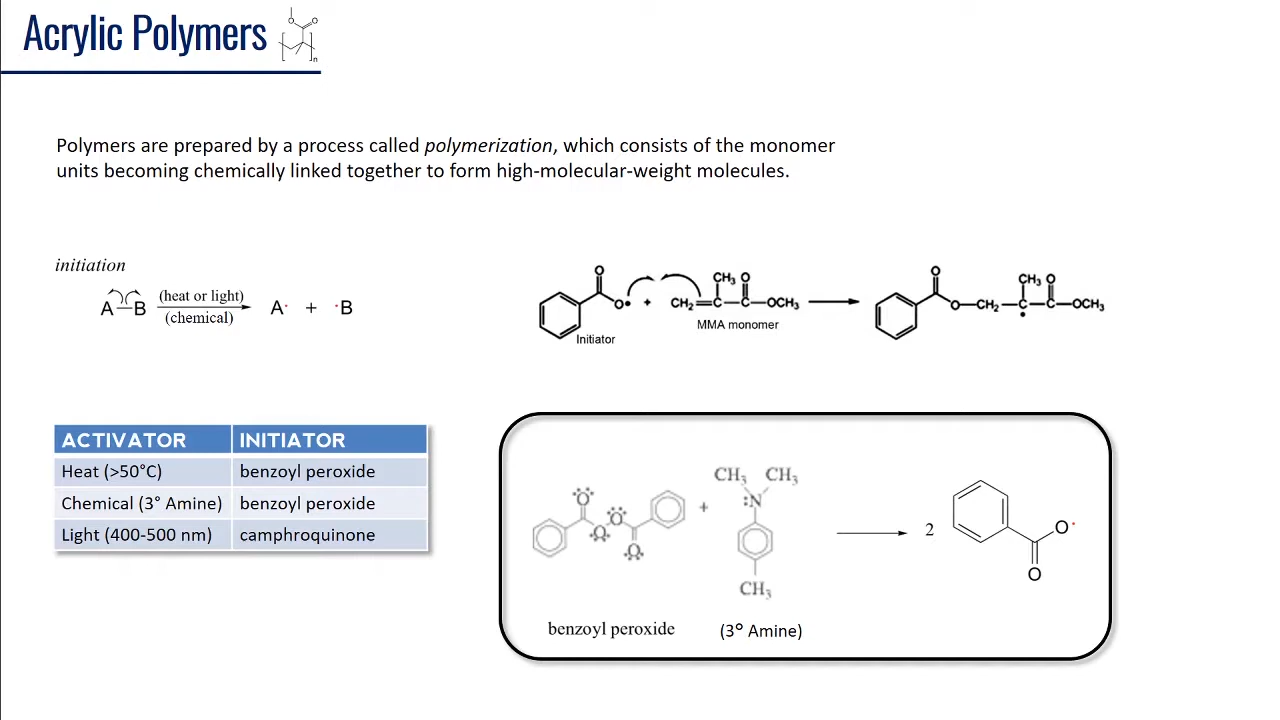 Acrylic Polymers
O
O
n
Polymers are prepared by a process called polymerization, which consists of the monomer
units becoming chemically linked together to form high-molecular-weight molecules.
initiation
A—B (heat or light) A· + ·B
(chemical)
O CH3 O O CH3 O
O• + CH2=C—C—OCH3 O—CH2—C—C—OCH3
Initiator MMA monomer
ACTIVATOR INITIATOR
Heat (>50°C) benzoyl peroxide
Chemical (3° Amine) benzoyl peroxide
Light (400-500 nm) camphroquinone
CH3 CH3
O :N
O O + 2 O·
O
CH3 O
benzoyl peroxide (3° Amine)